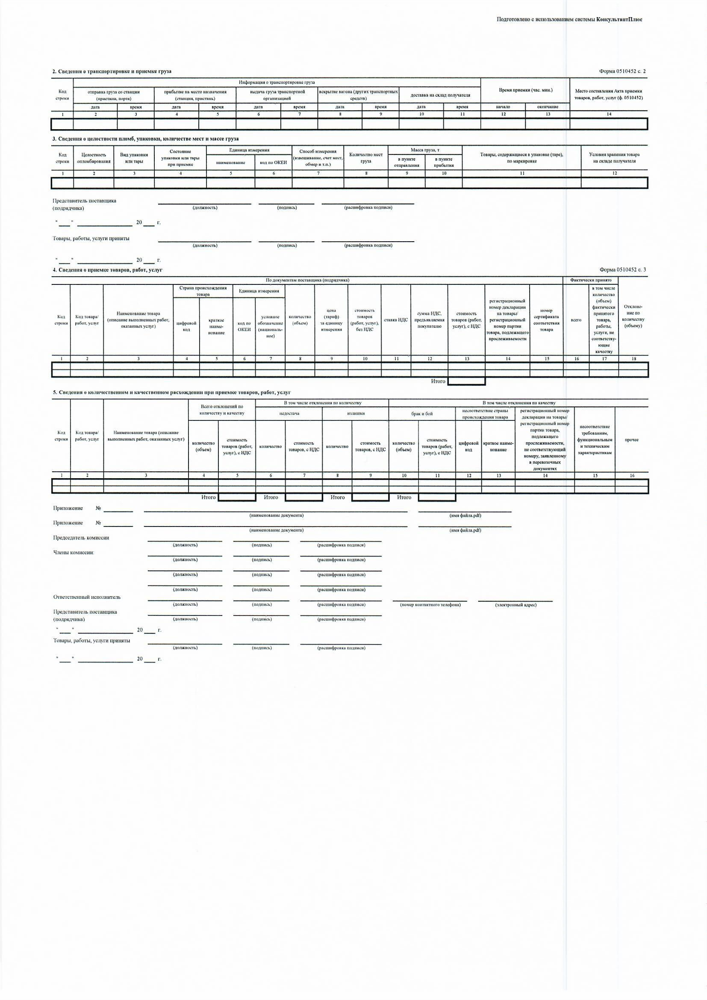 Подготовлено с использованием системы КонсультантПлюс
2. Сведения о транспортировке и приемке груза
Форма 0510452 с. 2
Код строки
Информация о транспортировке груза
Время приемки (час. мин.)
Место составления Акта приемки товаров, работ, услуг (ф. 0510452)
отправка груза со станции (пристани, порта)
прибытие на место назначения (станция, пристань)
выдача груза транспортной организацией
вскрытие вагона (других транспортных средств)
доставка на склад получателя
дата время дата время дата время дата время дата время начало окончание
1 2 3 4 5 6 7 8 9 10 11 12 13 14
3. Сведения о целостности пломб, упаковки, количестве мест и массе груза
Код строки
Целостность опломбирования
Вид упаковки или тары
Состояние упаковки или тары при приемке
Единица измерения
наименование
код по ОКЕИ
Способ измерения (взвешивание, счет мест, обмер и т.п.)
Количество мест груза
Масса груза, т
в пункте отправления
в пункте прибытия
Товары, содержащиеся в упаковке (таре), по маркировке
Условия хранения товара на складе получателя
1 2 3 4 5 6 7 8 9 10 11 12
Представитель поставщика
(подрядчика)
(должность) (подпись) (расшифровка подписи)
"___" ____________ 20 ___ г.
Товары, работы, услуги приняты
(должность) (подпись) (расшифровка подписи)
"___" ____________ 20 ___ г.
4. Сведения о приемке товаров, работ, услуг
Форма 0510452 с. 3
По документам поставщика (подрядчика)
Фактически принято
Код строки
Код товара/ работ, услуг
Наименование товара (описание выполненных работ, оказанных услуг)
Страна происхождения товара
цифровой код
краткое наиме-нование
Единица измерения
код по ОКЕИ
условное обозначение (националь-ное)
количество (объем)
цена (тариф) за единицу измерения
стоимость товаров (работ, услуг), без НДС
ставка НДС
сумма НДС, предъявляемая покупателю
стоимость товаров (работ, услуг), с НДС
регистрационный номер декларации на товары/ регистрационный номер партии товара, подлежащего прослеживаемости
номер сертификата соответствия товара
всего
в том числе количество (объем) фактически принятого товара, работы, услуги, не соответству-ющие качеству
Отклоне-ние по количеству (объему)
1 2 3 4 5 6 7 8 9 10 11 12 13 14 15 16 17 18
Итого
5. Сведения о количественном и качественном расхождении при приемке товаров, работ, услуг
Код строки
Код товара/ работ, услуг
Наименование товара (описание выполненных работ, оказанных услуг)
Всего отклонений по количеству и качеству
количество (объем)
стоимость товаров (работ, услуг), с НДС
В том числе отклонения по количеству
недостача
количество
стоимость товаров, с НДС
излишки
количество
стоимость товаров, с НДС
В том числе отклонения по качеству
брак и бой
количество (объем)
стоимость товаров (работ, услуг), с НДС
несоответствие страны происхождения товара
цифровой код
краткое наиме-нование
регистрационный номер декларации на товары/ регистрационный номер партии товара, подлежащего прослеживаемости, не соответствующий номеру, заявленному в перевозочных документах
несоответствие требованиям, функциональным и техническим характеристикам
прочее
1 2 3 4 5 6 7 8 9 10 11 12 13 14 15 16
Итого Итого Итого Итого
Приложение №
(наименование документа) (имя файла.pdf)
Приложение №
(наименование документа) (имя файла.pdf)
Председатель комиссии
(должность) (подпись) (расшифровка подписи)
Члены комиссии:
(должность) (подпись) (расшифровка подписи)
(должность) (подпись) (расшифровка подписи)
(должность) (подпись) (расшифровка подписи)
Ответственный исполнитель
(должность) (подпись) (расшифровка подписи) (номер контактного телефона) (электронный адрес)
Представитель поставщика
(подрядчика)
(должность) (подпись) (расшифровка подписи)
"___" ____________ 20 ___ г.
Товары, работы, услуги приняты
(должность) (подпись) (расшифровка подписи)
"___" ____________ 20 ___ г.